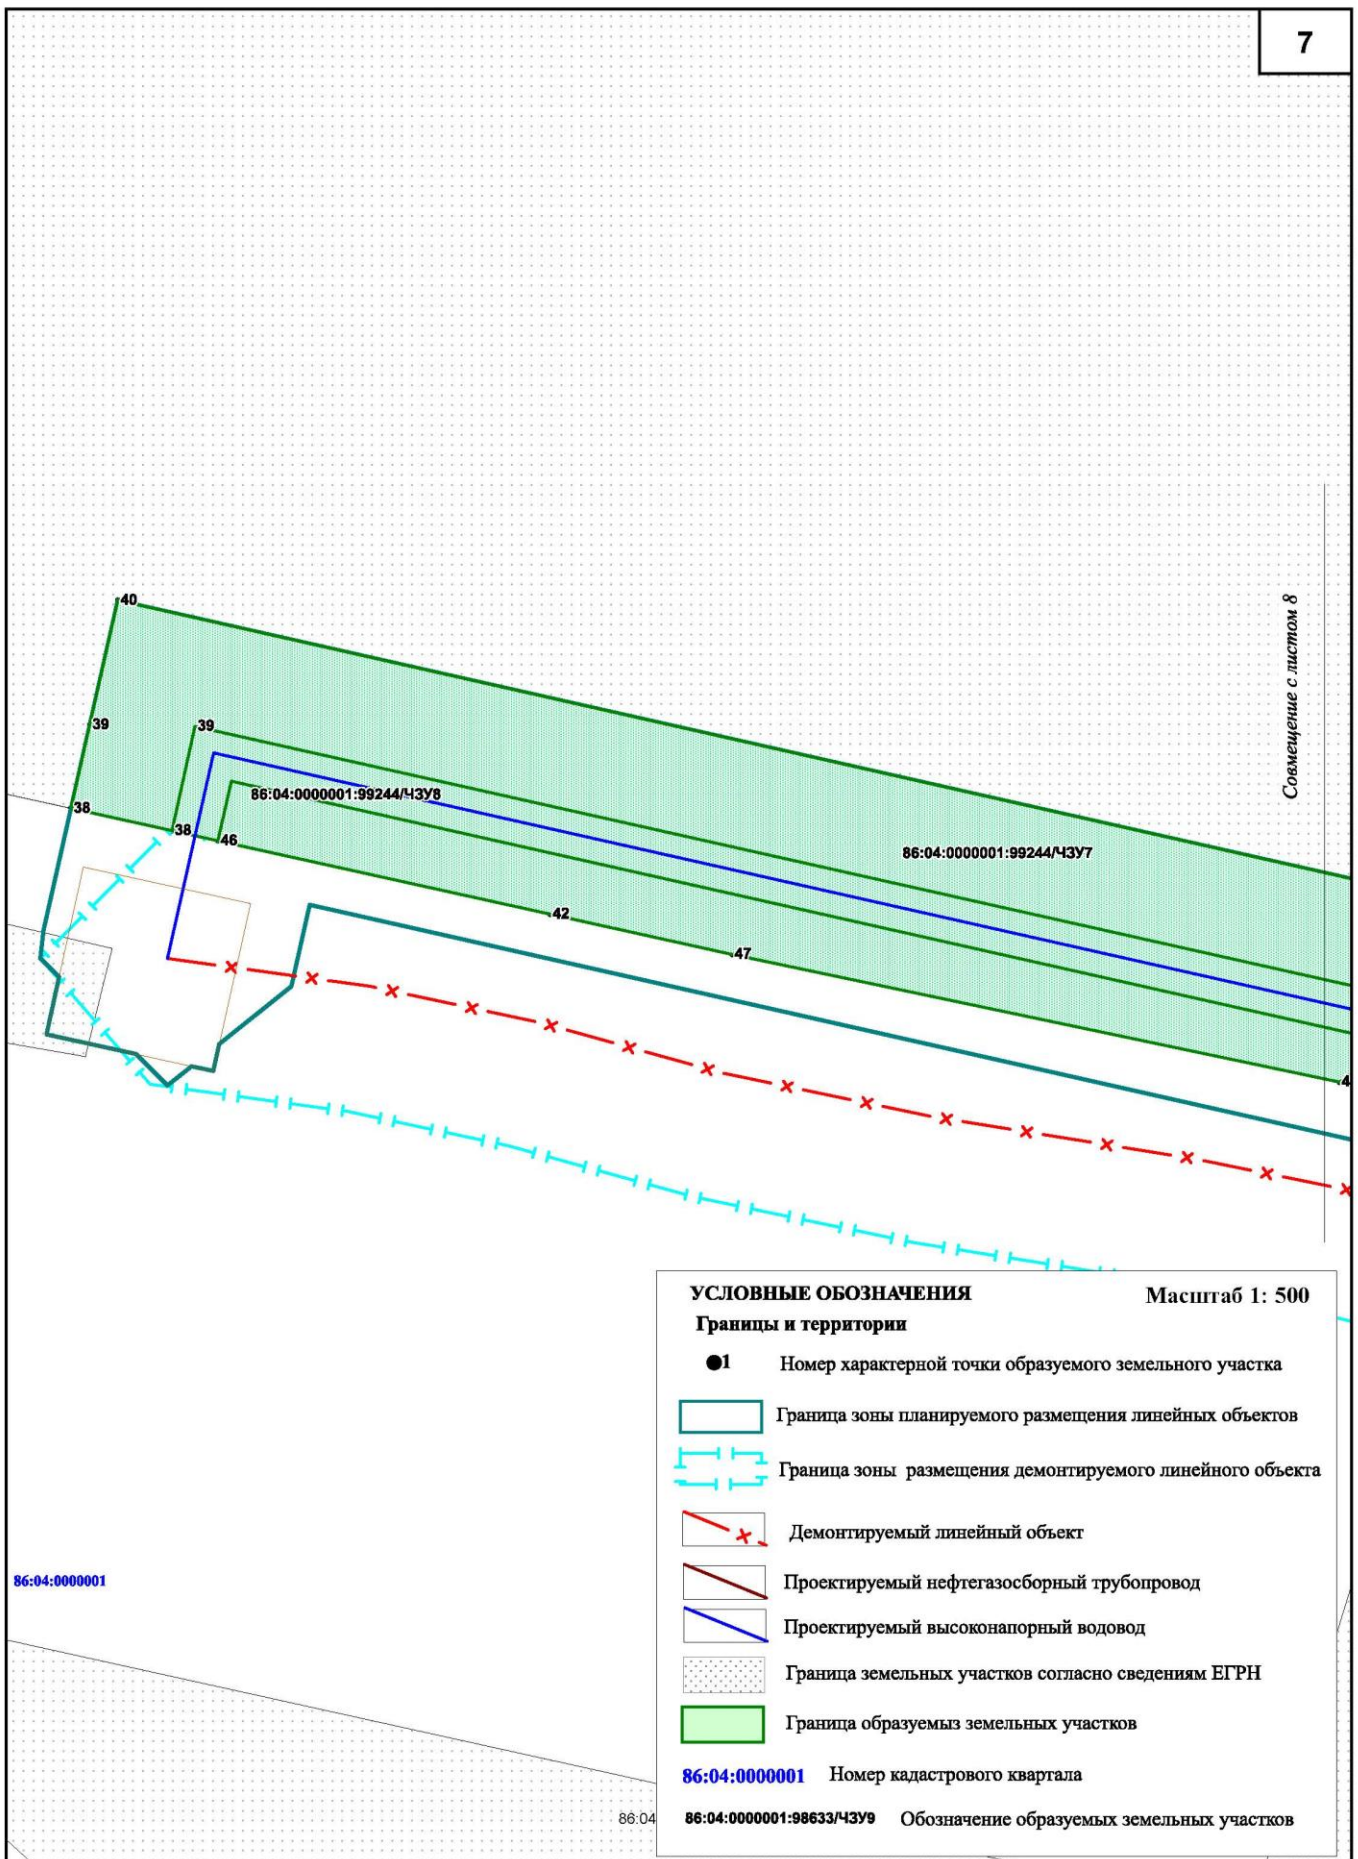 7
Совмещение с листом 8
40
39
39
38
86:04:0000001:99244/ЧЗУ8
38
46
86:04:0000001:99244/ЧЗУ7
42
47
4
УСЛОВНЫЕ ОБОЗНАЧЕНИЯ
Масштаб 1: 500
Границы и территории
1 Номер характерной точки образуемого земельного участка
Граница зоны планируемого размещения линейных объектов
Граница зоны размещения демонтируемого линейного объекта
Демонтируемый линейный объект
Проектируемый нефтегазосборный трубопровод
Проектируемый высоконапорный водовод
Граница земельных участков согласно сведениям ЕГРН
Граница образуемыз земельных участков
86:04:0000001 Номер кадастрового квартала
86:04:0000001:98633/ЧЗУ9 Обозначение образуемых земельных участков
86:04:0000001
86:04